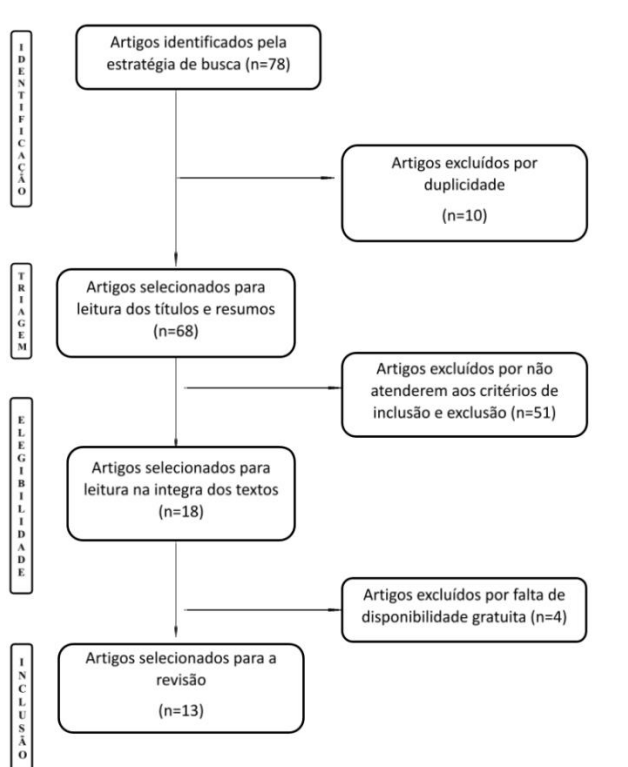 IDENTIFICAÇÃO
Artigos identificados pela
estratégia de busca (n=78)
Artigos excluídos por
duplicidade
(n=10)
TRIAGEM
Artigos selecionados para
leitura dos títulos e resumos
(n=68)
Artigos excluídos por não
atenderem aos critérios de
inclusão e exclusão (n=51)
ELEGIBILIDADE
Artigos selecionados para
leitura na integra dos textos
(n=18)
Artigos excluídos por falta de
disponibilidade gratuita (n=4)
INCLUSÃO
Artigos selecionados para a
revisão
(n=13)